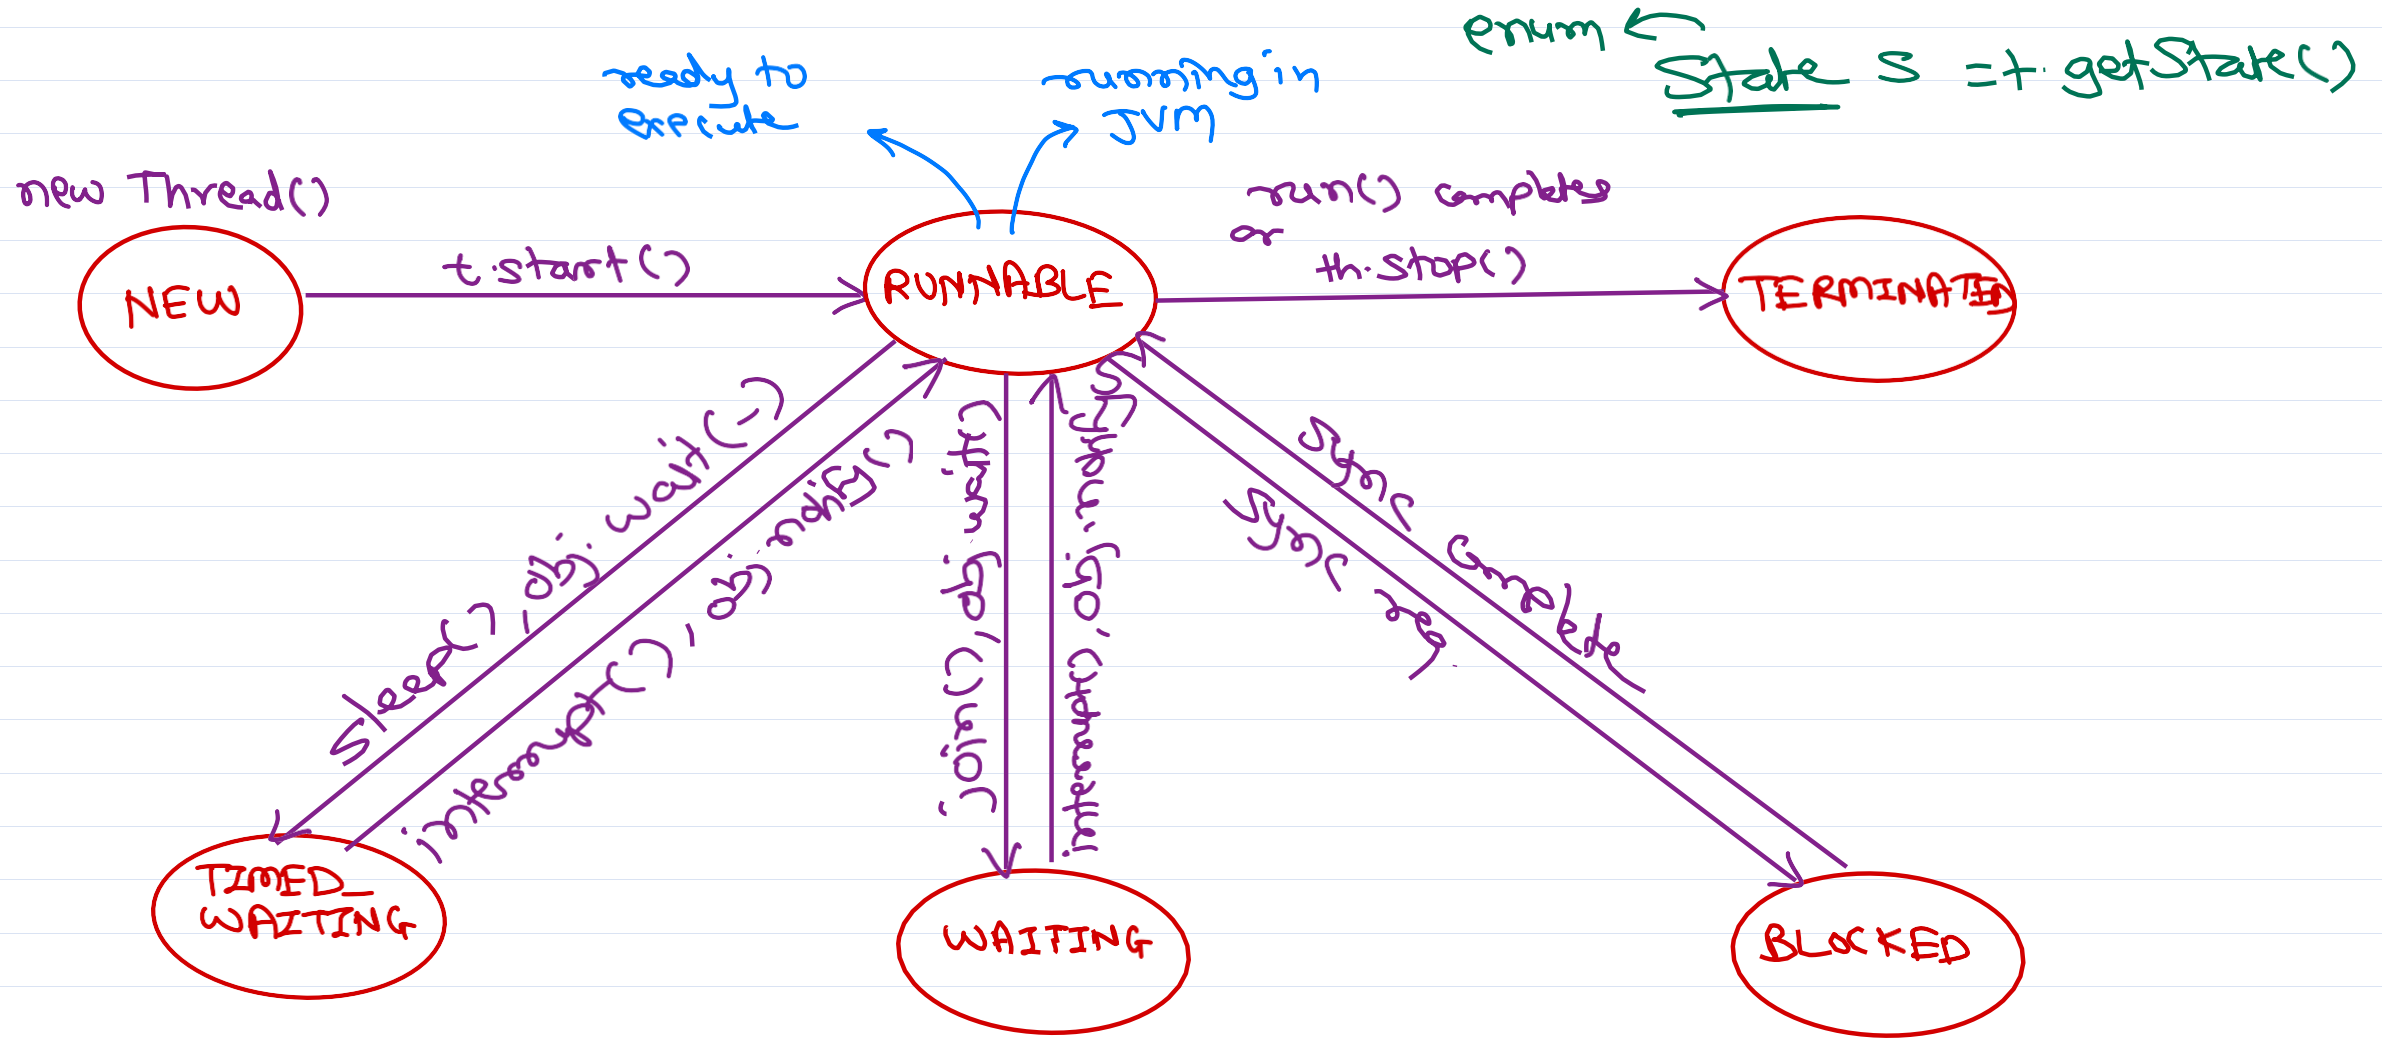 enum
State s = t.getState()
ready to
execute
running in
JVM
new Thread()
run() completes
or
th.stop()
t.start()
NEW
RUNNABLE
TERMINATED
sleep(), obj.wait(-)
interrupt(), obj.notify()
join(), obj.wait()
interrupt(), obj.notify()
sync complete
sync req.
TIMED_
WAITING
WAITING
BLOCKED